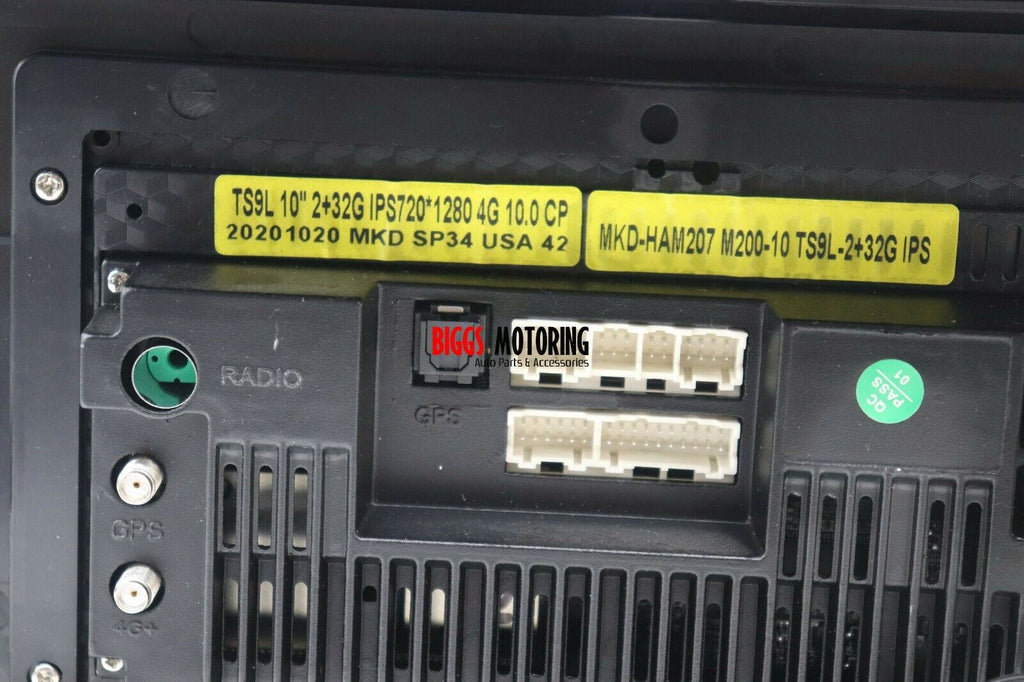 TS9L 10" 2+32G IPS720*1280 4G 10.0 CP
20201020 MKD SP34 USA 42
MKD-HAM207 M200-10 TS9L-2+32G IPS
BIGGS MOTORING
Auto Parts & Accessories
RADIO
GPS
QC
PASS
01
GPS
4G+